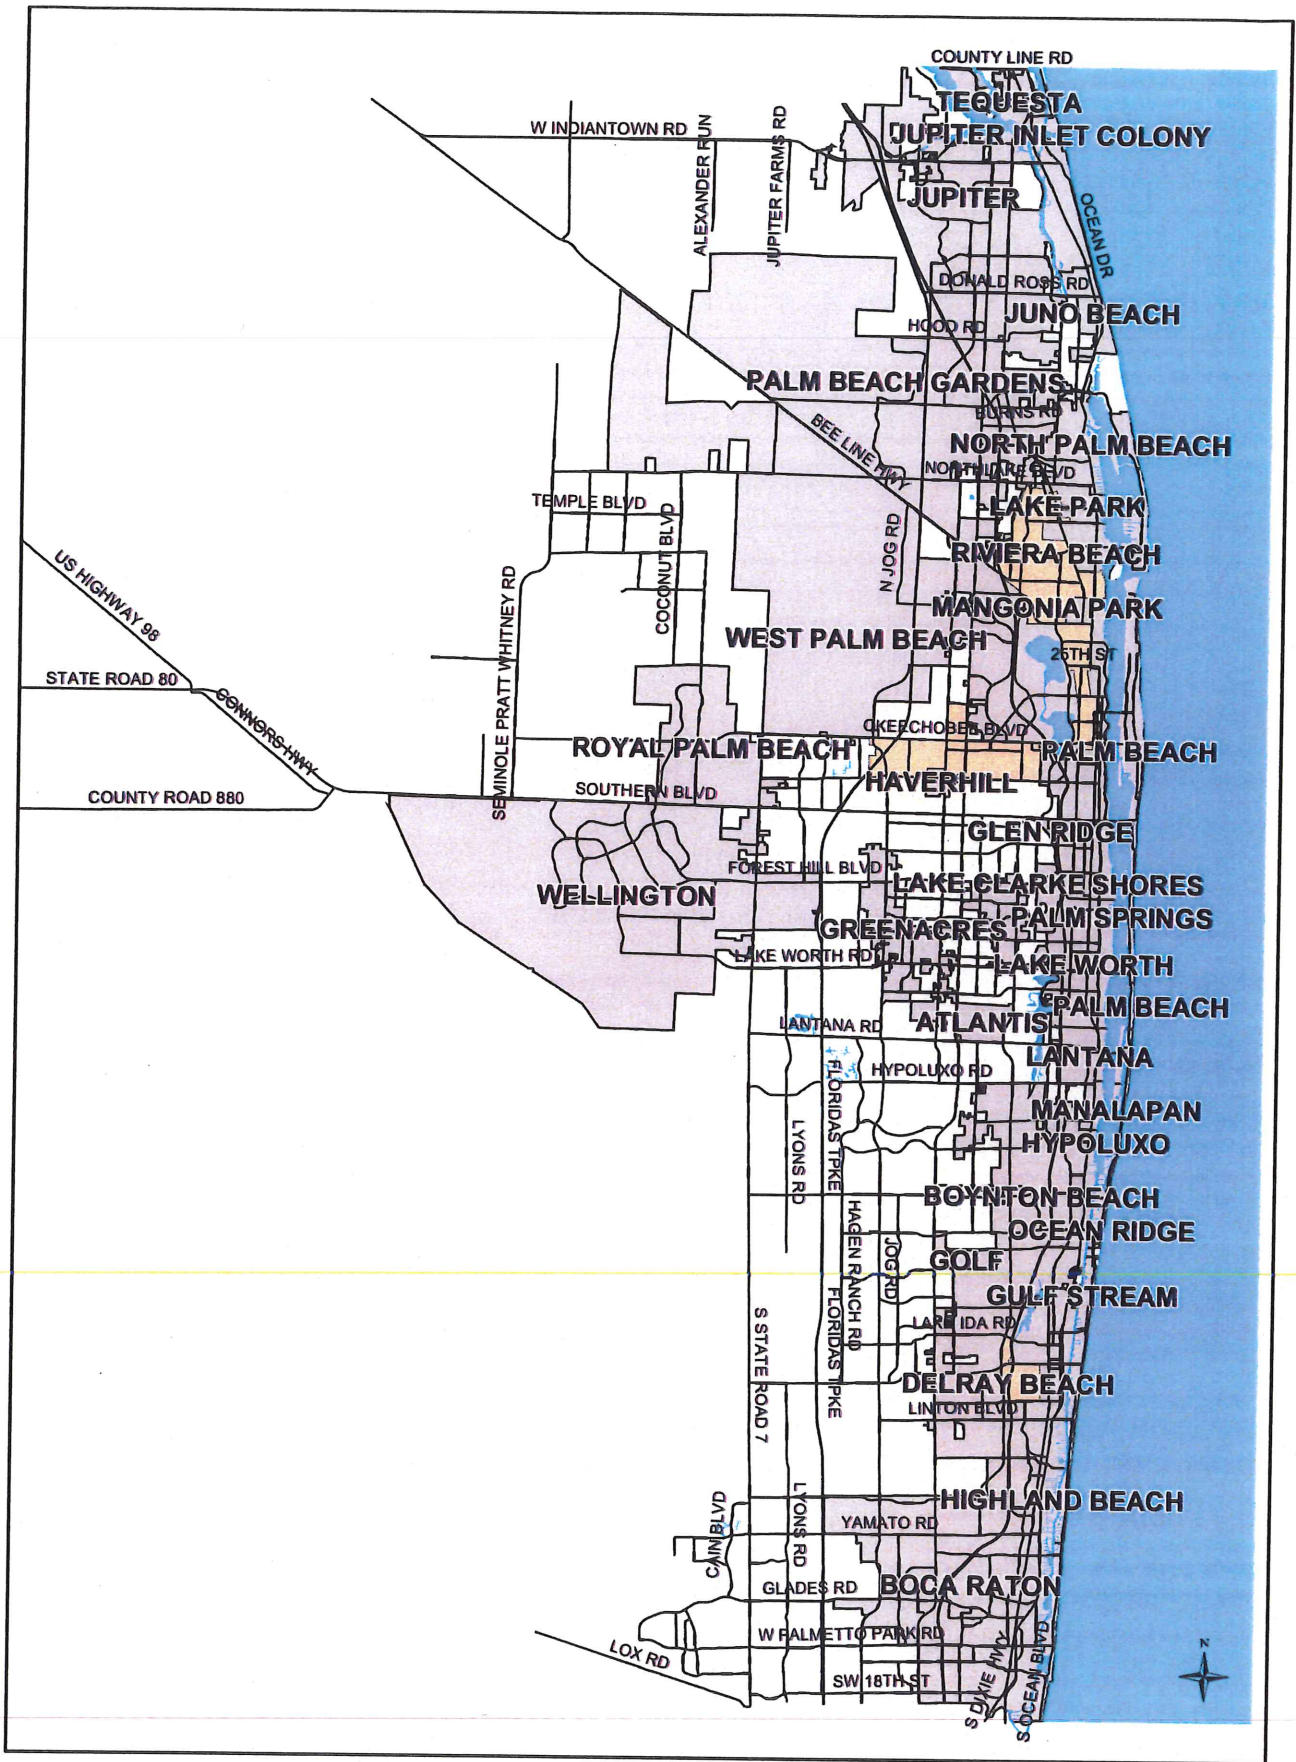 COUNTY LINE RD
TEQUESTA
W INDIANTOWN RD
JUPITER INLET COLONY
ALEXANDER RUN
JUPITER FARMS RD
JUPITER
OCEAN DR
DONALD ROSS RD
JUNO BEACH
HOOD RD
PALM BEACH GARDENS
BURNS RD
BEE LINE HWY
NORTH PALM BEACH
NORTHLAKE BLVD
TEMPLE BLVD
LAKE PARK
COCONUT BLVD
N JOG RD
RIVIERA BEACH
US HIGHWAY 98
SEMINOLE PRATT WHITNEY RD
MANGONIA PARK
WEST PALM BEACH
25TH ST
STATE ROAD 80
CONNORS HWY
OKEECHOBEE BLVD
ROYAL PALM BEACH
PALM BEACH
HAVERHILL
SOUTHERN BLVD
COUNTY ROAD 880
GLEN RIDGE
FOREST HILL BLVD
LAKE CLARKE SHORES
WELLINGTON
PALM SPRINGS
GREENACRES
LAKE WORTH RD
LAKE WORTH
PALM BEACH
LANTANA RD
ATLANTIS
LANTANA
HYPOLUXO RD
FLORIDAS TPKE
MANALAPAN
LYONS RD
HYPOLUXO
BOYNTON BEACH
HAGEN RANCH RD
OCEAN RIDGE
JOG RD
GOLF
GULF STREAM
S STATE ROAD 7
FLORIDAS TPKE
LAKE IDA RD
DELRAY BEACH
LINTON BLVD
HIGHLAND BEACH
CAIN BLVD
LYONS RD
YAMATO RD
GLADES RD
BOCA RATON
W PALMETTO PARK RD
LOX RD
SW 18TH ST
S DIXIE HWY
S OCEAN BLVD
N